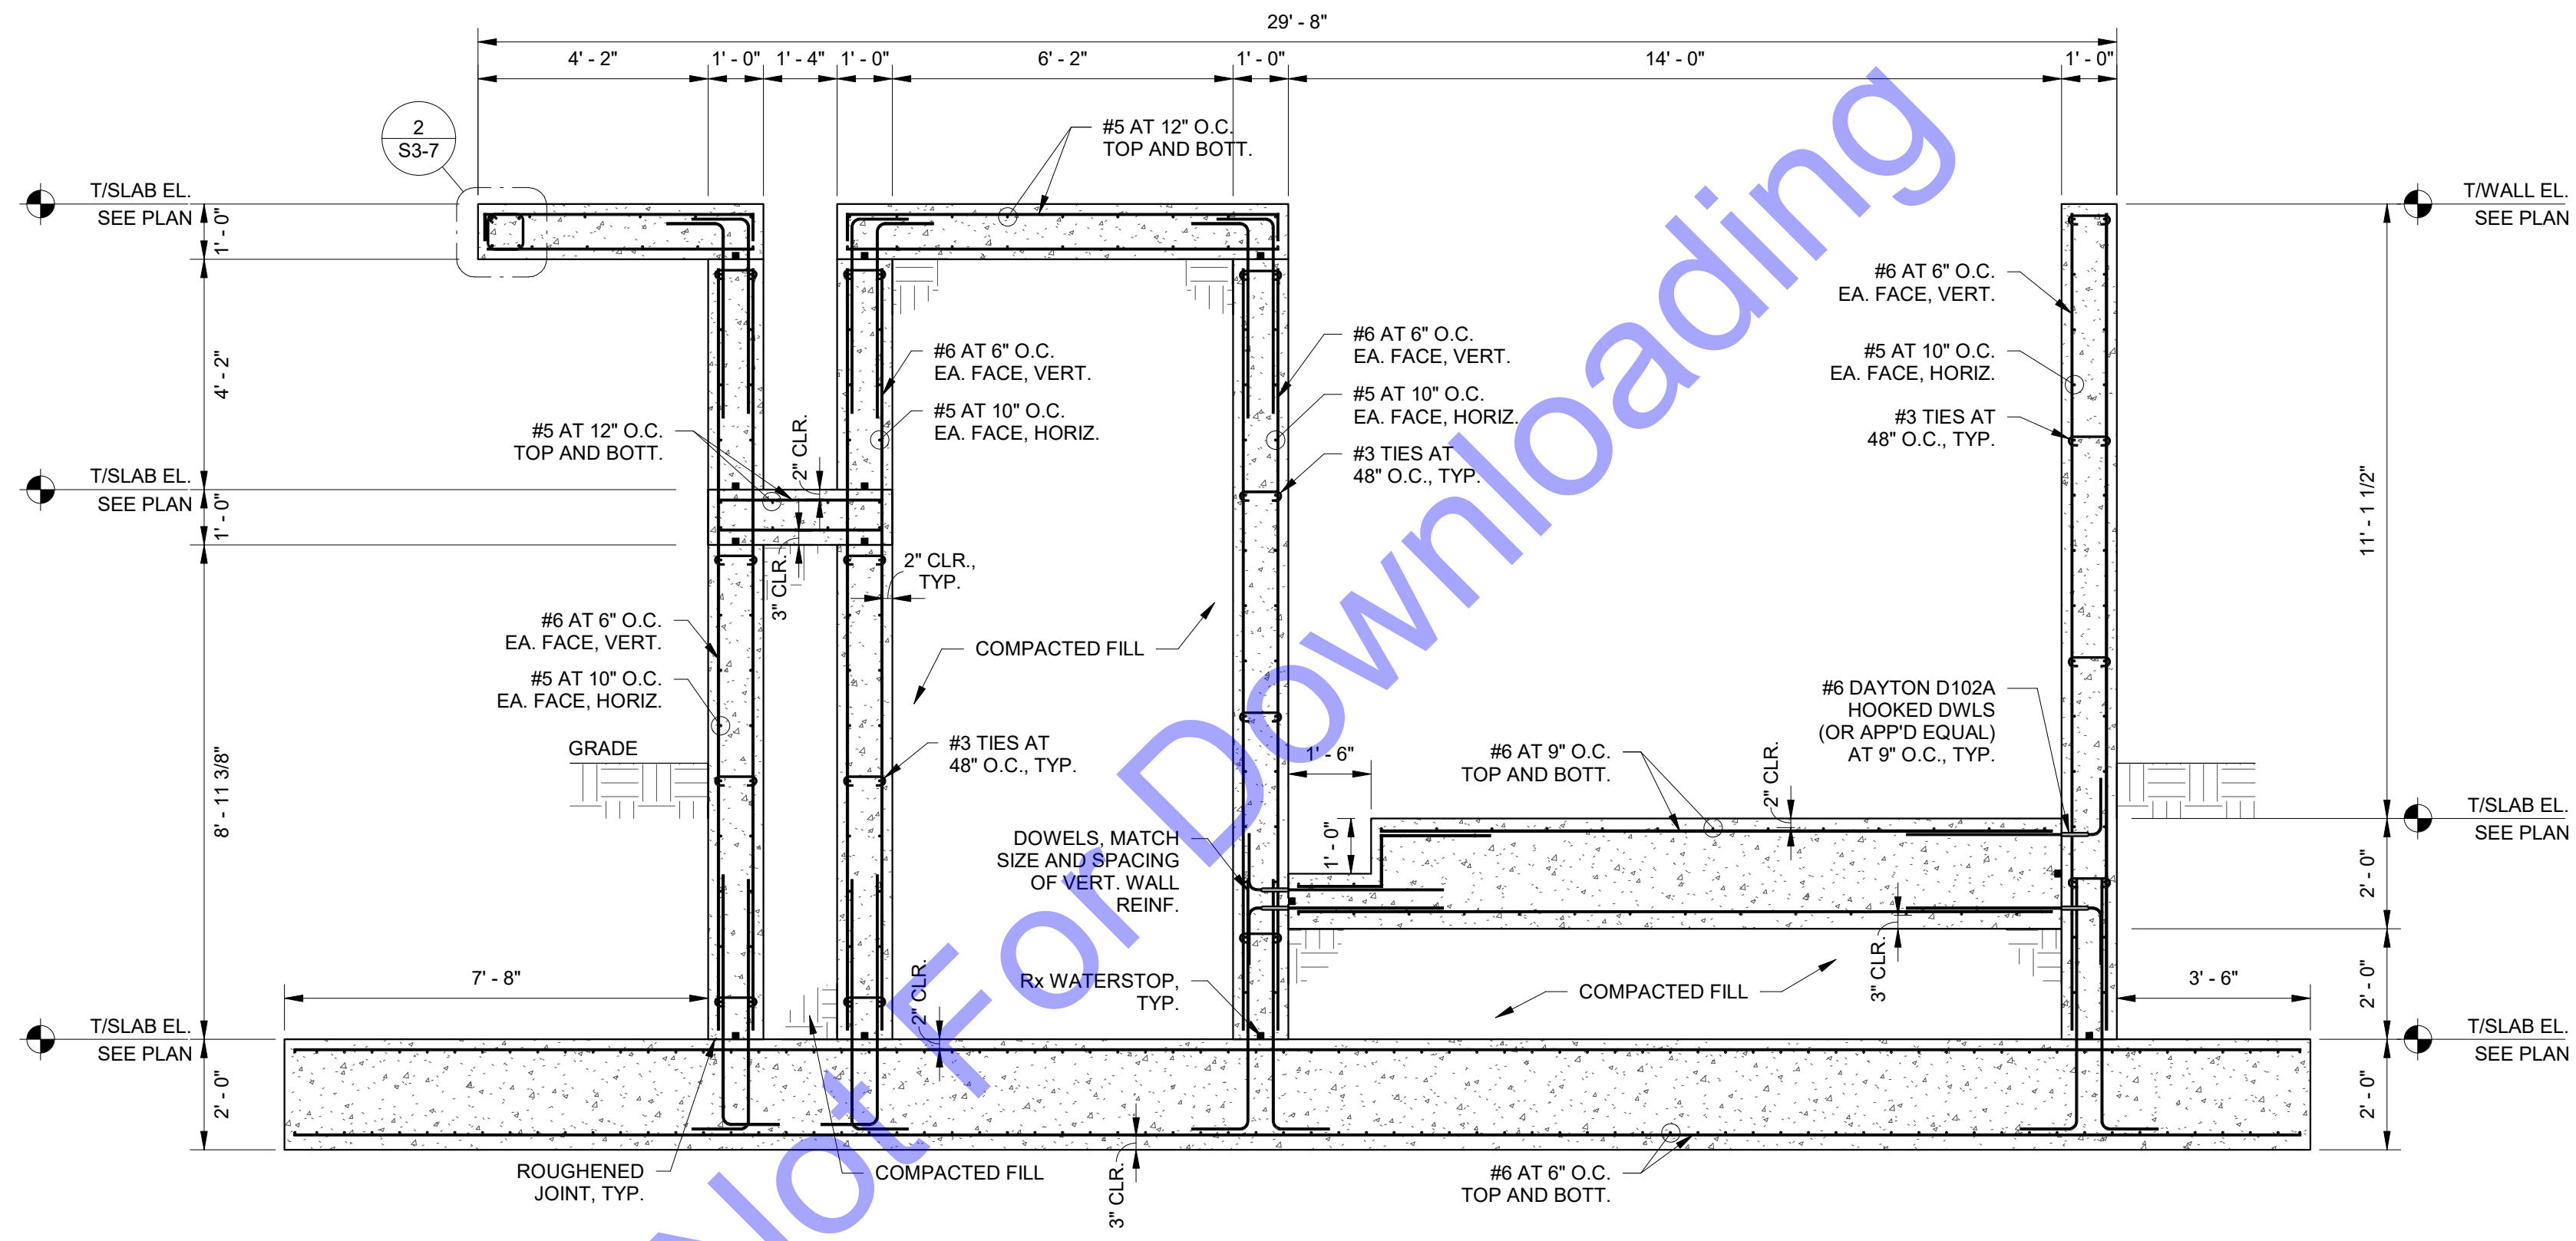 29' - 8"
4' - 2"
1' - 0"
1' - 4"
1' - 0"
6' - 2"
1' - 0"
14' - 0"
1' - 0"
2
S3-7
#5 AT 12" O.C.
TOP AND BOTT.
T/SLAB EL.
SEE PLAN
1' - 0"
T/WALL EL.
SEE PLAN
4' - 2"
#6 AT 6" O.C.
EA. FACE, VERT.
#5 AT 10" O.C.
EA. FACE, HORIZ.
#6 AT 6" O.C.
EA. FACE, VERT.
#5 AT 10" O.C.
EA. FACE, HORIZ.
#3 TIES AT
48" O.C., TYP.
#6 AT 6" O.C.
EA. FACE, VERT.
#5 AT 10" O.C.
EA. FACE, HORIZ.
#3 TIES AT
48" O.C., TYP.
#5 AT 12" O.C.
TOP AND BOTT.
2" CLR.
T/SLAB EL.
SEE PLAN
1' - 0"
11' - 1 1/2"
3" CLR.
2" CLR.,
TYP.
#6 AT 6" O.C.
EA. FACE, VERT.
#5 AT 10" O.C.
EA. FACE, HORIZ.
COMPACTED FILL
#6 DAYTON D102A
HOOKED DWLS
(OR APP'D EQUAL)
AT 9" O.C., TYP.
GRADE
8' - 11 3/8"
#3 TIES AT
48" O.C., TYP.
1' - 6"
#6 AT 9" O.C.
TOP AND BOTT.
2" CLR.
1' - 0"
T/SLAB EL.
SEE PLAN
DOWELS, MATCH
SIZE AND SPACING
OF VERT. WALL
REINF.
2' - 0"
7' - 8"
2" CLR.
Rx WATERSTOP,
TYP.
COMPACTED FILL
3" CLR.
3' - 6"
2' - 0"
T/SLAB EL.
SEE PLAN
T/SLAB EL.
SEE PLAN
2' - 0"
2' - 0"
ROUGHENED
JOINT, TYP.
COMPACTED FILL
3" CLR.
#6 AT 6" O.C.
TOP AND BOTT.
Not For Downloading